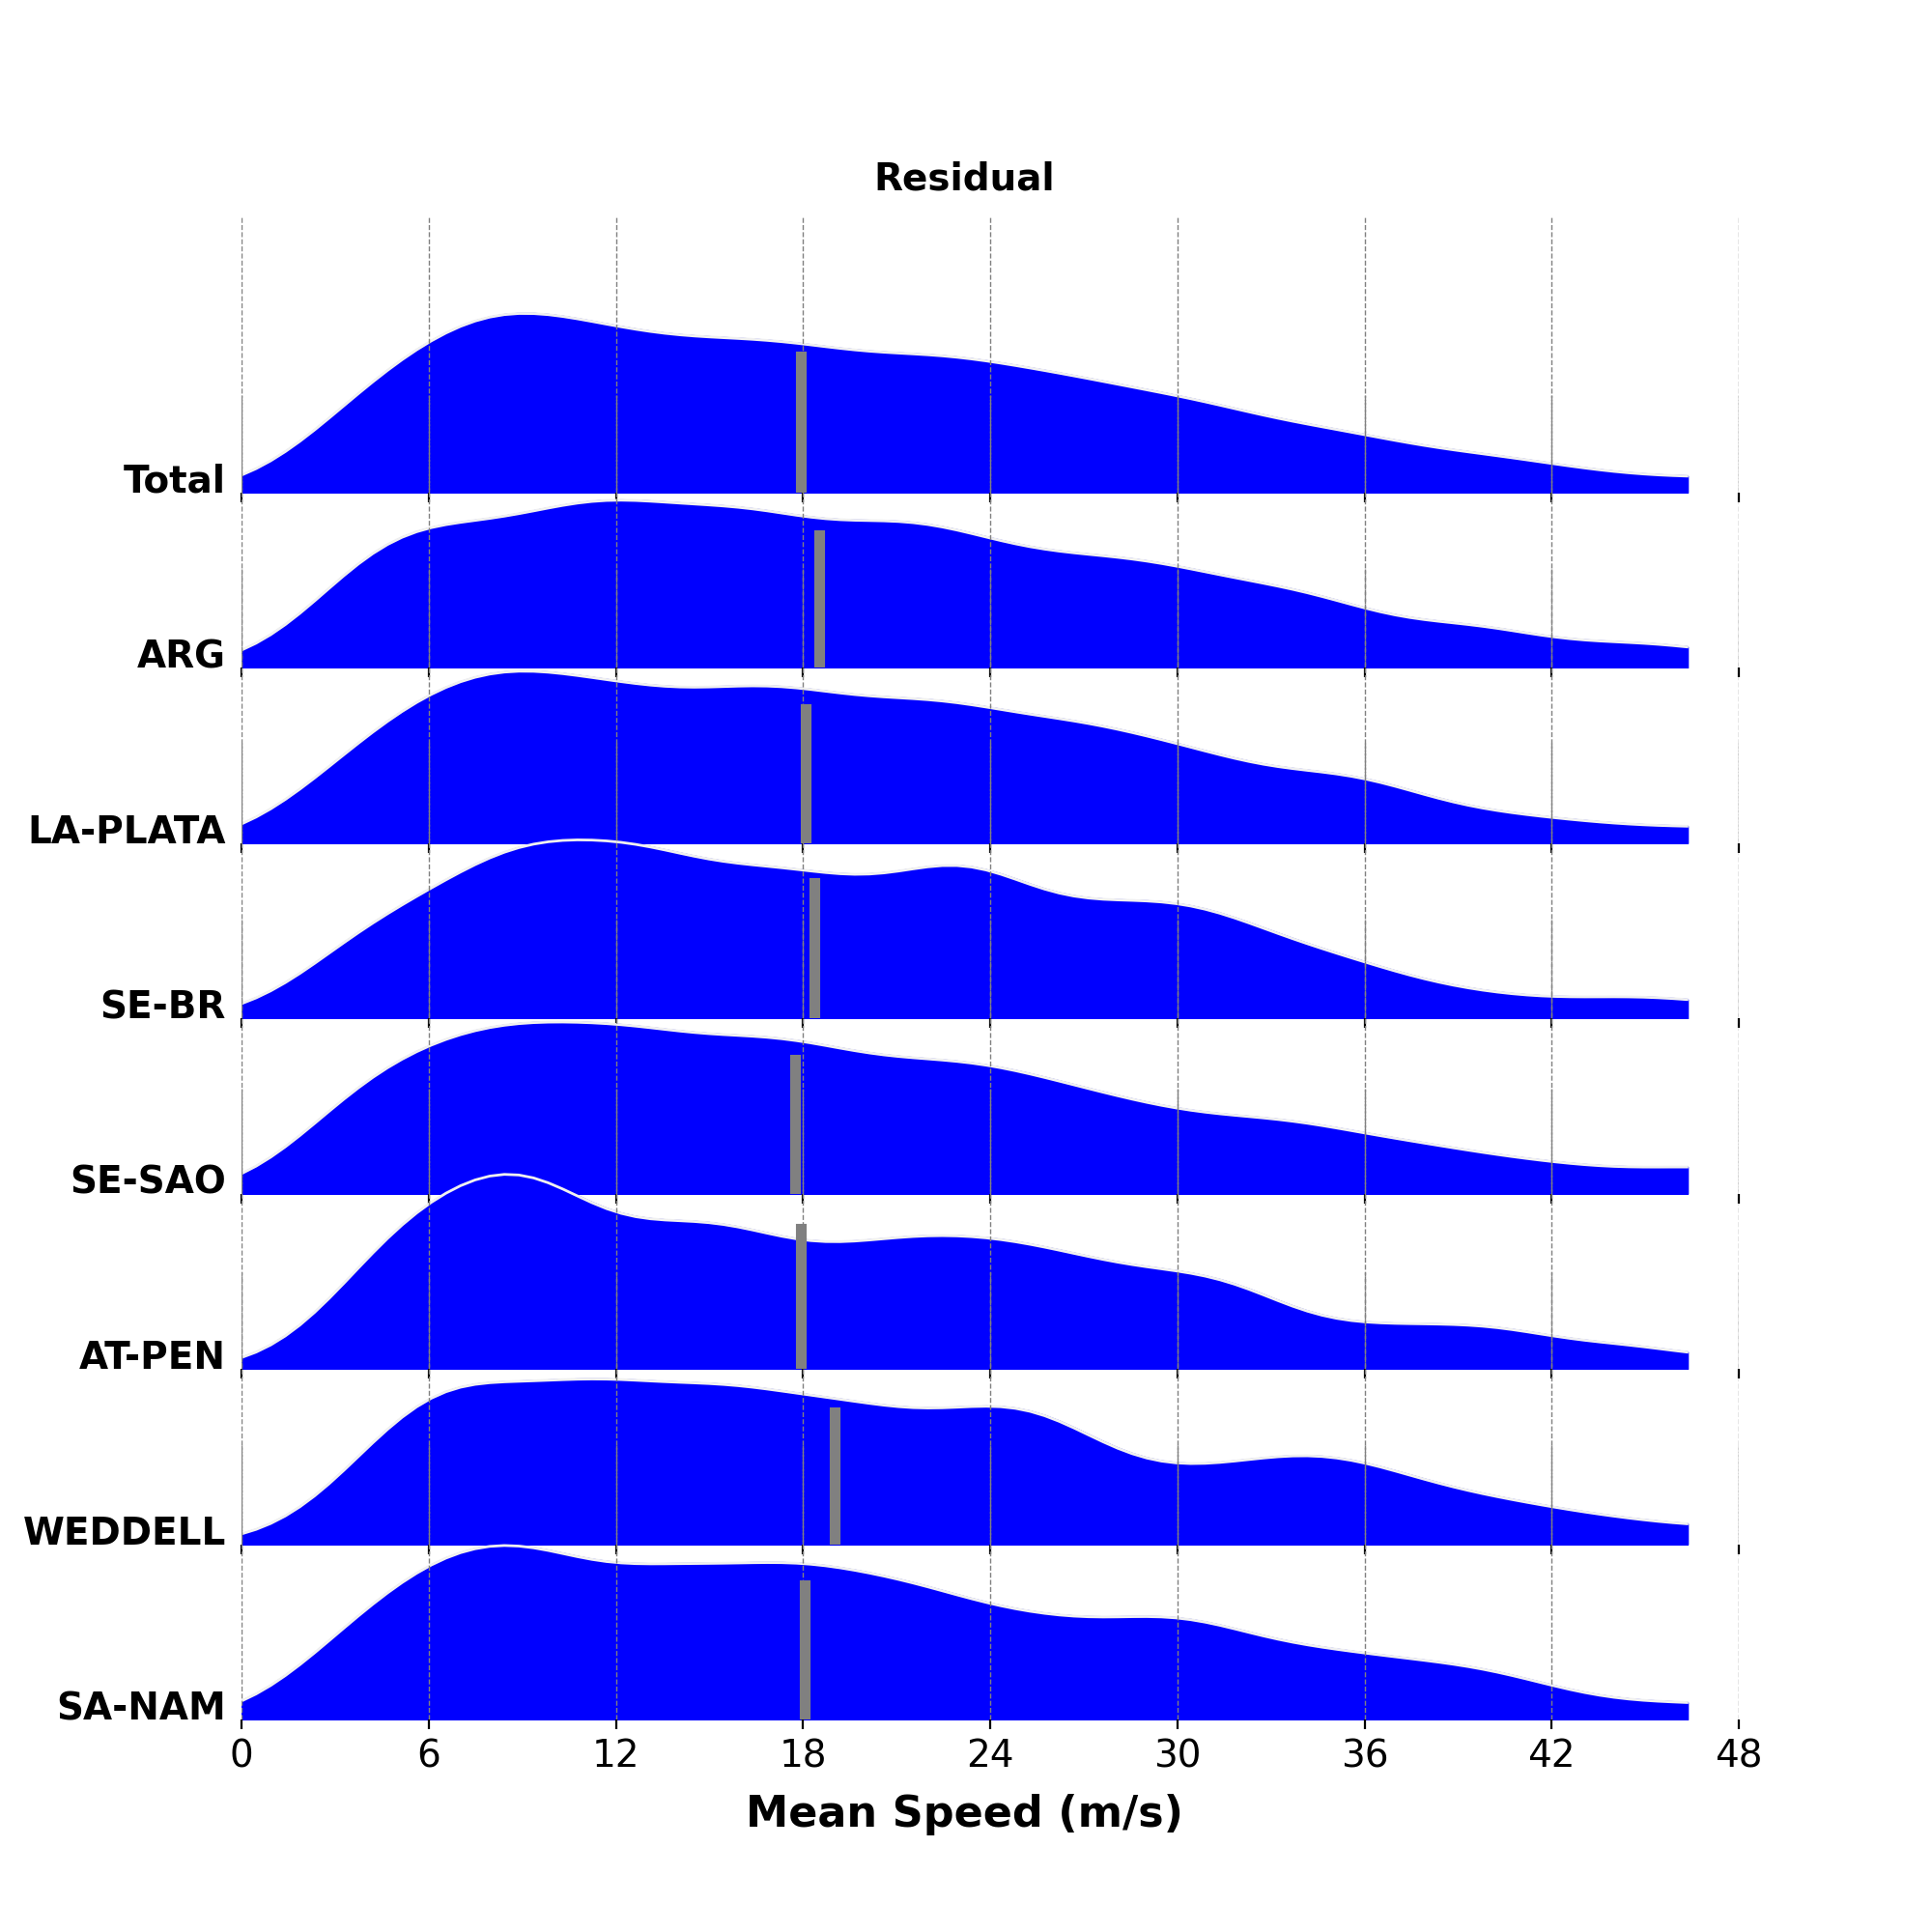 Residual
Total
ARG
LA-PLATA
SE-BR
SE-SAO
AT-PEN
WEDDELL
SA-NAM
0 6 12 18 24 30 36 42 48
Mean Speed (m/s)